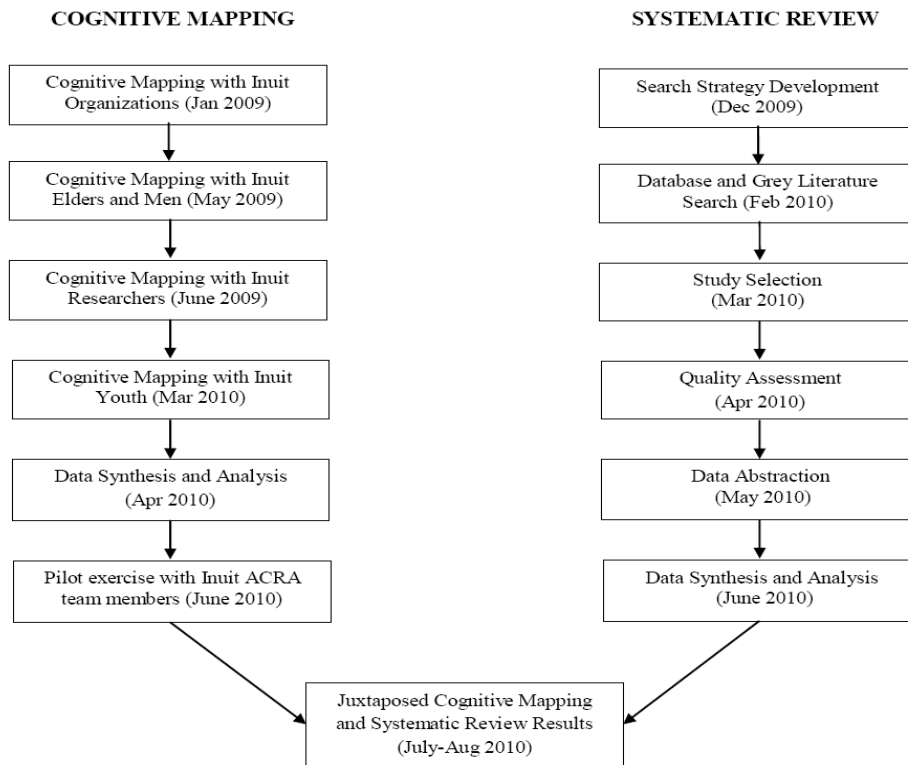 COGNITIVE MAPPING
Cognitive Mapping with Inuit
Organizations (Jan 2009)
Cognitive Mapping with Inuit
Elders and Men (May 2009)
Cognitive Mapping with Inuit
Researchers (June 2009)
Cognitive Mapping with Inuit
Youth (Mar 2010)
Data Synthesis and Analysis
(Apr 2010)
Pilot exercise with Inuit ACRA
team members (June 2010)
SYSTEMATIC REVIEW
Search Strategy Development
(Dec 2009)
Database and Grey Literature
Search (Feb 2010)
Study Selection
(Mar 2010)
Quality Assessment
(Apr 2010)
Data Abstraction
(May 2010)
Data Synthesis and Analysis
(June 2010)
Juxtaposed Cognitive Mapping
and Systematic Review Results
(July-Aug 2010)